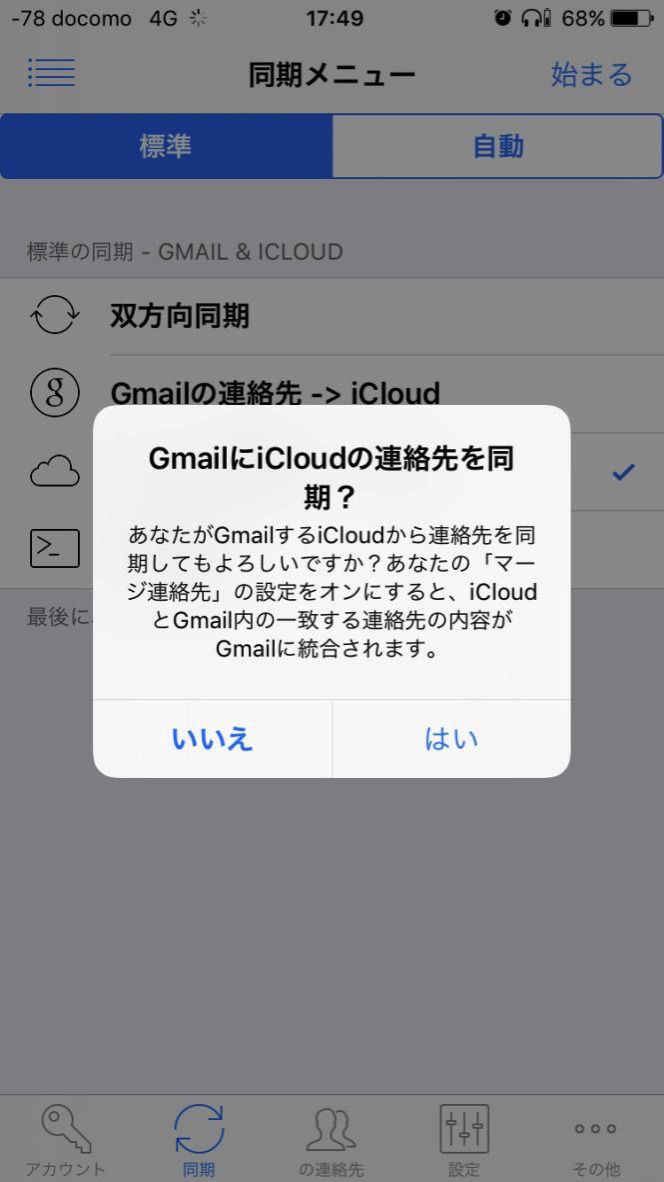 -78 docomo 4G 17:49 68%
同期メニュー 始まる
標準 自動
標準の同期 - GMAIL & ICLOUD
双方向同期
Gmailの連絡先 -> iCloud
GmailにiCloudの連絡先を同
期？
あなたがGmailするiCloudから連絡先を同
期してもよろしいですか？あなたの「マー
ジ連絡先」の設定をオンにすると、iCloud
とGmail内の一致する連絡先の内容が
Gmailに統合されます。
最後に
いいえ はい
アカウント 同期 の連絡先 設定 その他